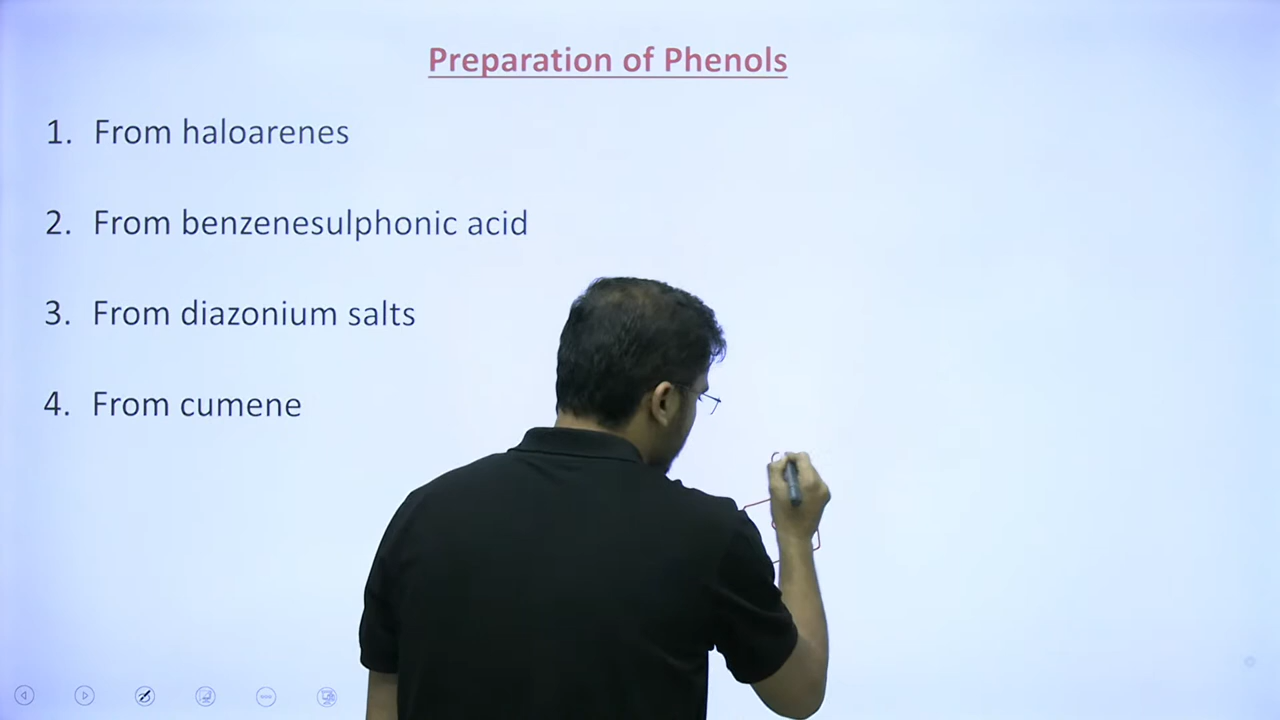 Preparation of Phenols
1. From haloarenes
2. From benzenesulphonic acid
3. From diazonium salts
4. From cumene